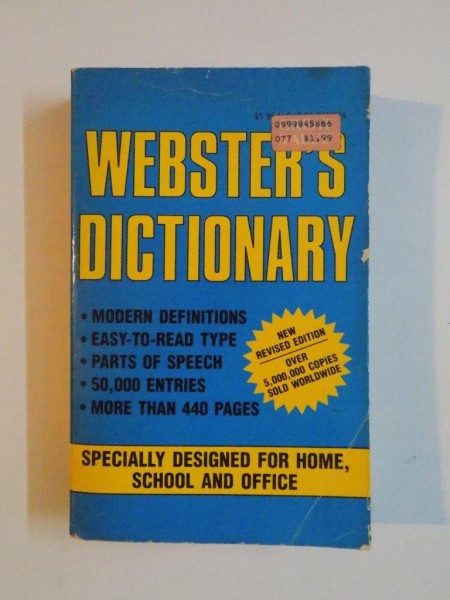 0999945066
077 $1.99
WEBSTER'S
DICTIONARY
• MODERN DEFINITIONS
• EASY-TO-READ TYPE
• PARTS OF SPEECH
• 50,000 ENTRIES
• MORE THAN 440 PAGES
NEW
REVISED EDITION
OVER
5,000,000 COPIES
SOLD WORLDWIDE
SPECIALLY DESIGNED FOR HOME,
SCHOOL AND OFFICE